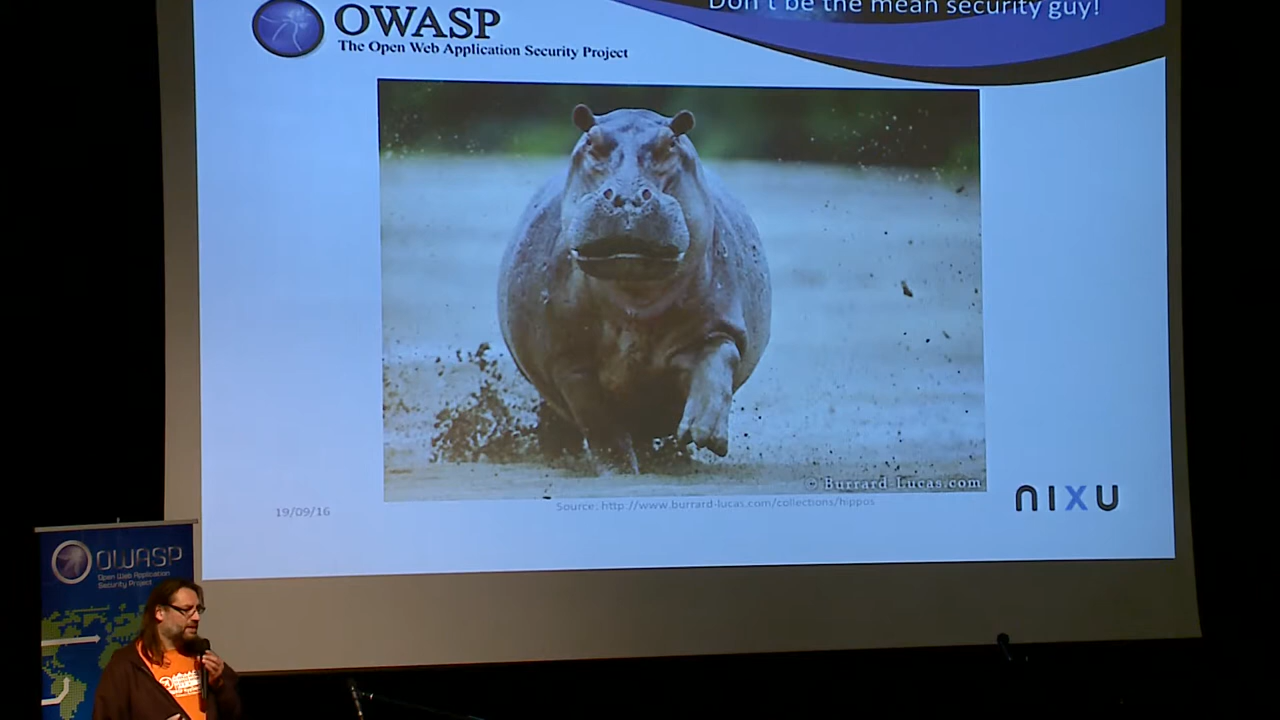 Don't be the mean security guy!
OWASP
The Open Web Application Security Project
© Burrard-Lucas.com
Source: http://www.burrard-lucas.com/collections/hippos
19/09/16
NIXU
OWASP
Open Web Application
Security Project